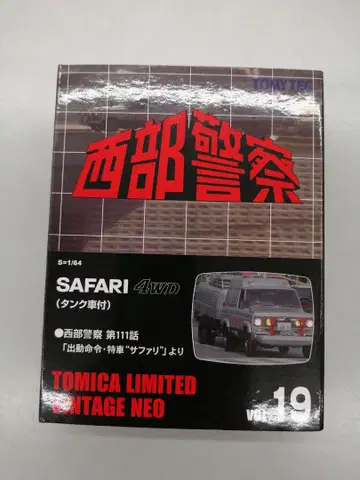 TOMYTEC
西部警察
S=1/64
SAFARI 4WD
(タンク車付)
●西部警察 第111話
「出動命令・特車"サファリ"」より
TOMICA LIMITED
VINTAGE NEO
vol.19